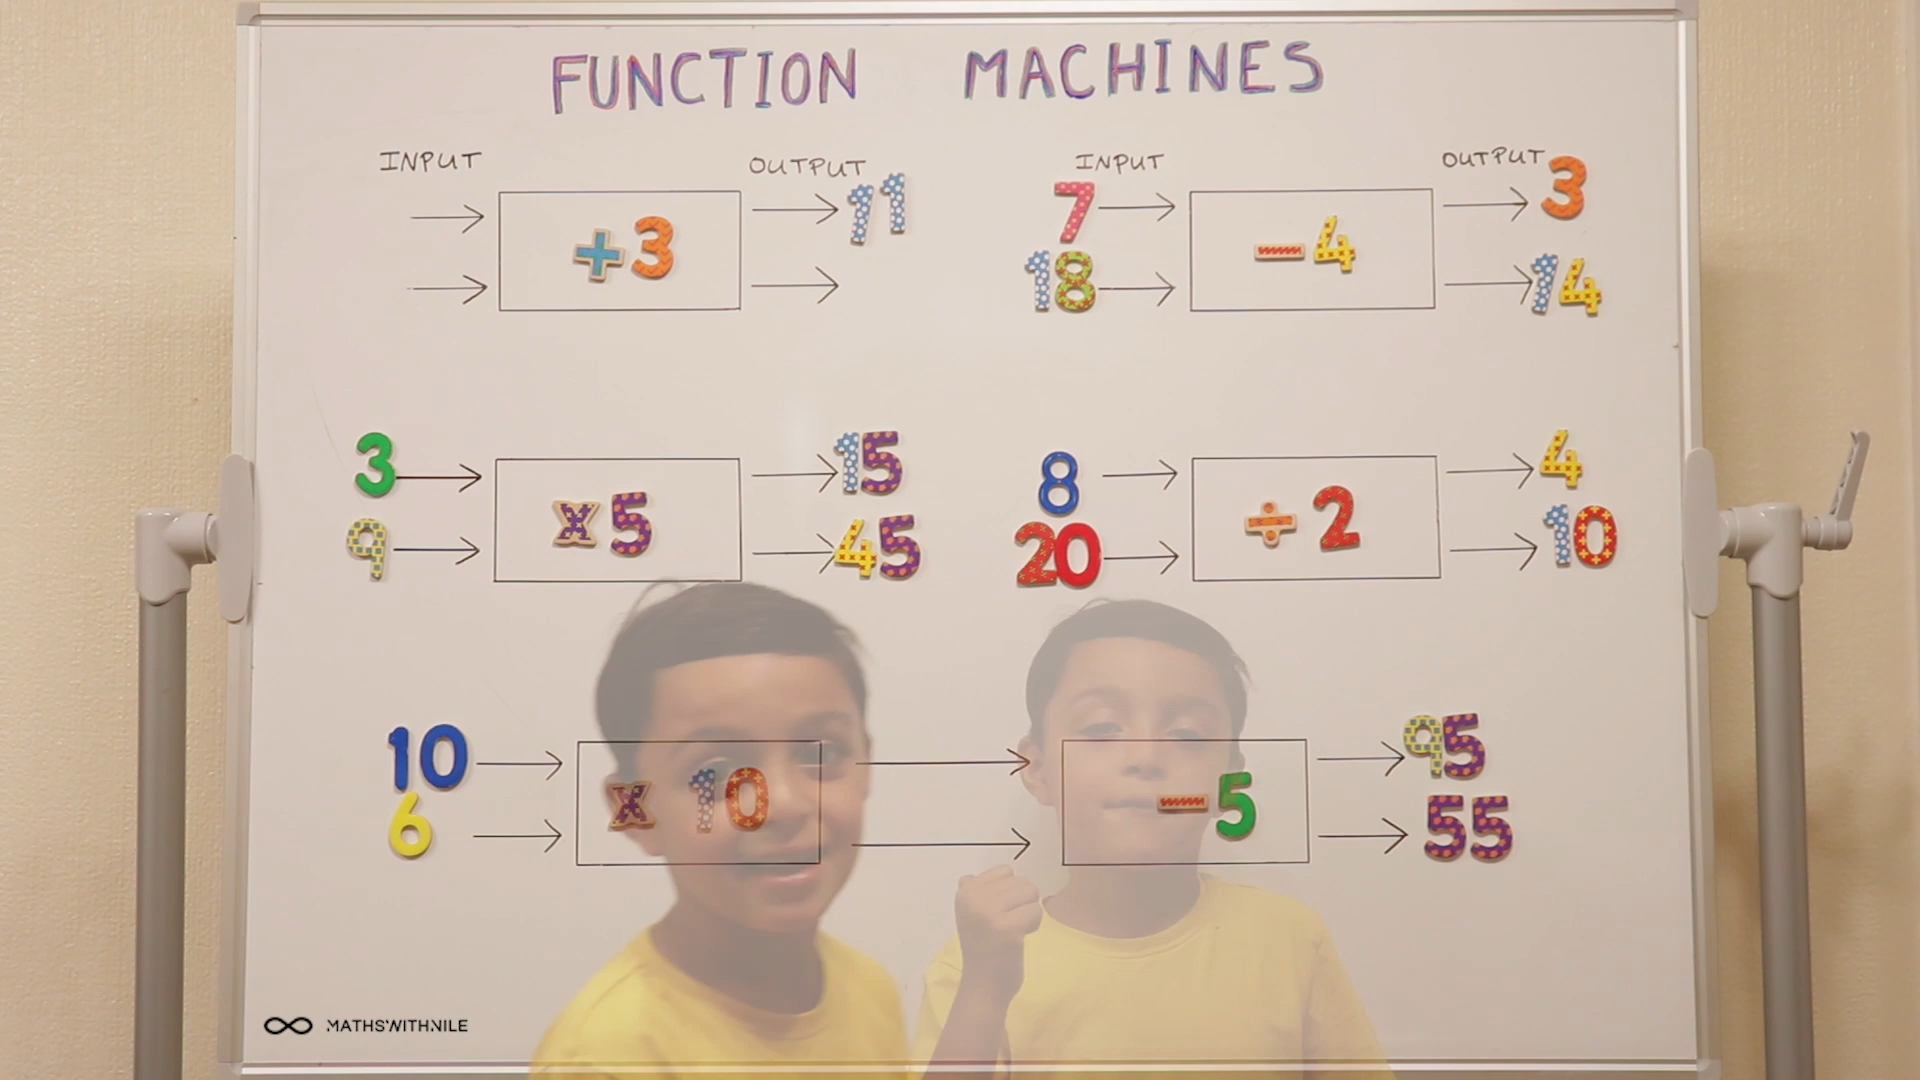 FUNCTION MACHINES
INPUT OUTPUT INPUT OUTPUT
+3 11
7 -4 3
18 14
3 x5 15
9 45
8 ÷2 4
20 10
10 x 10 -5 95
6 55
MATHSWITHNILE